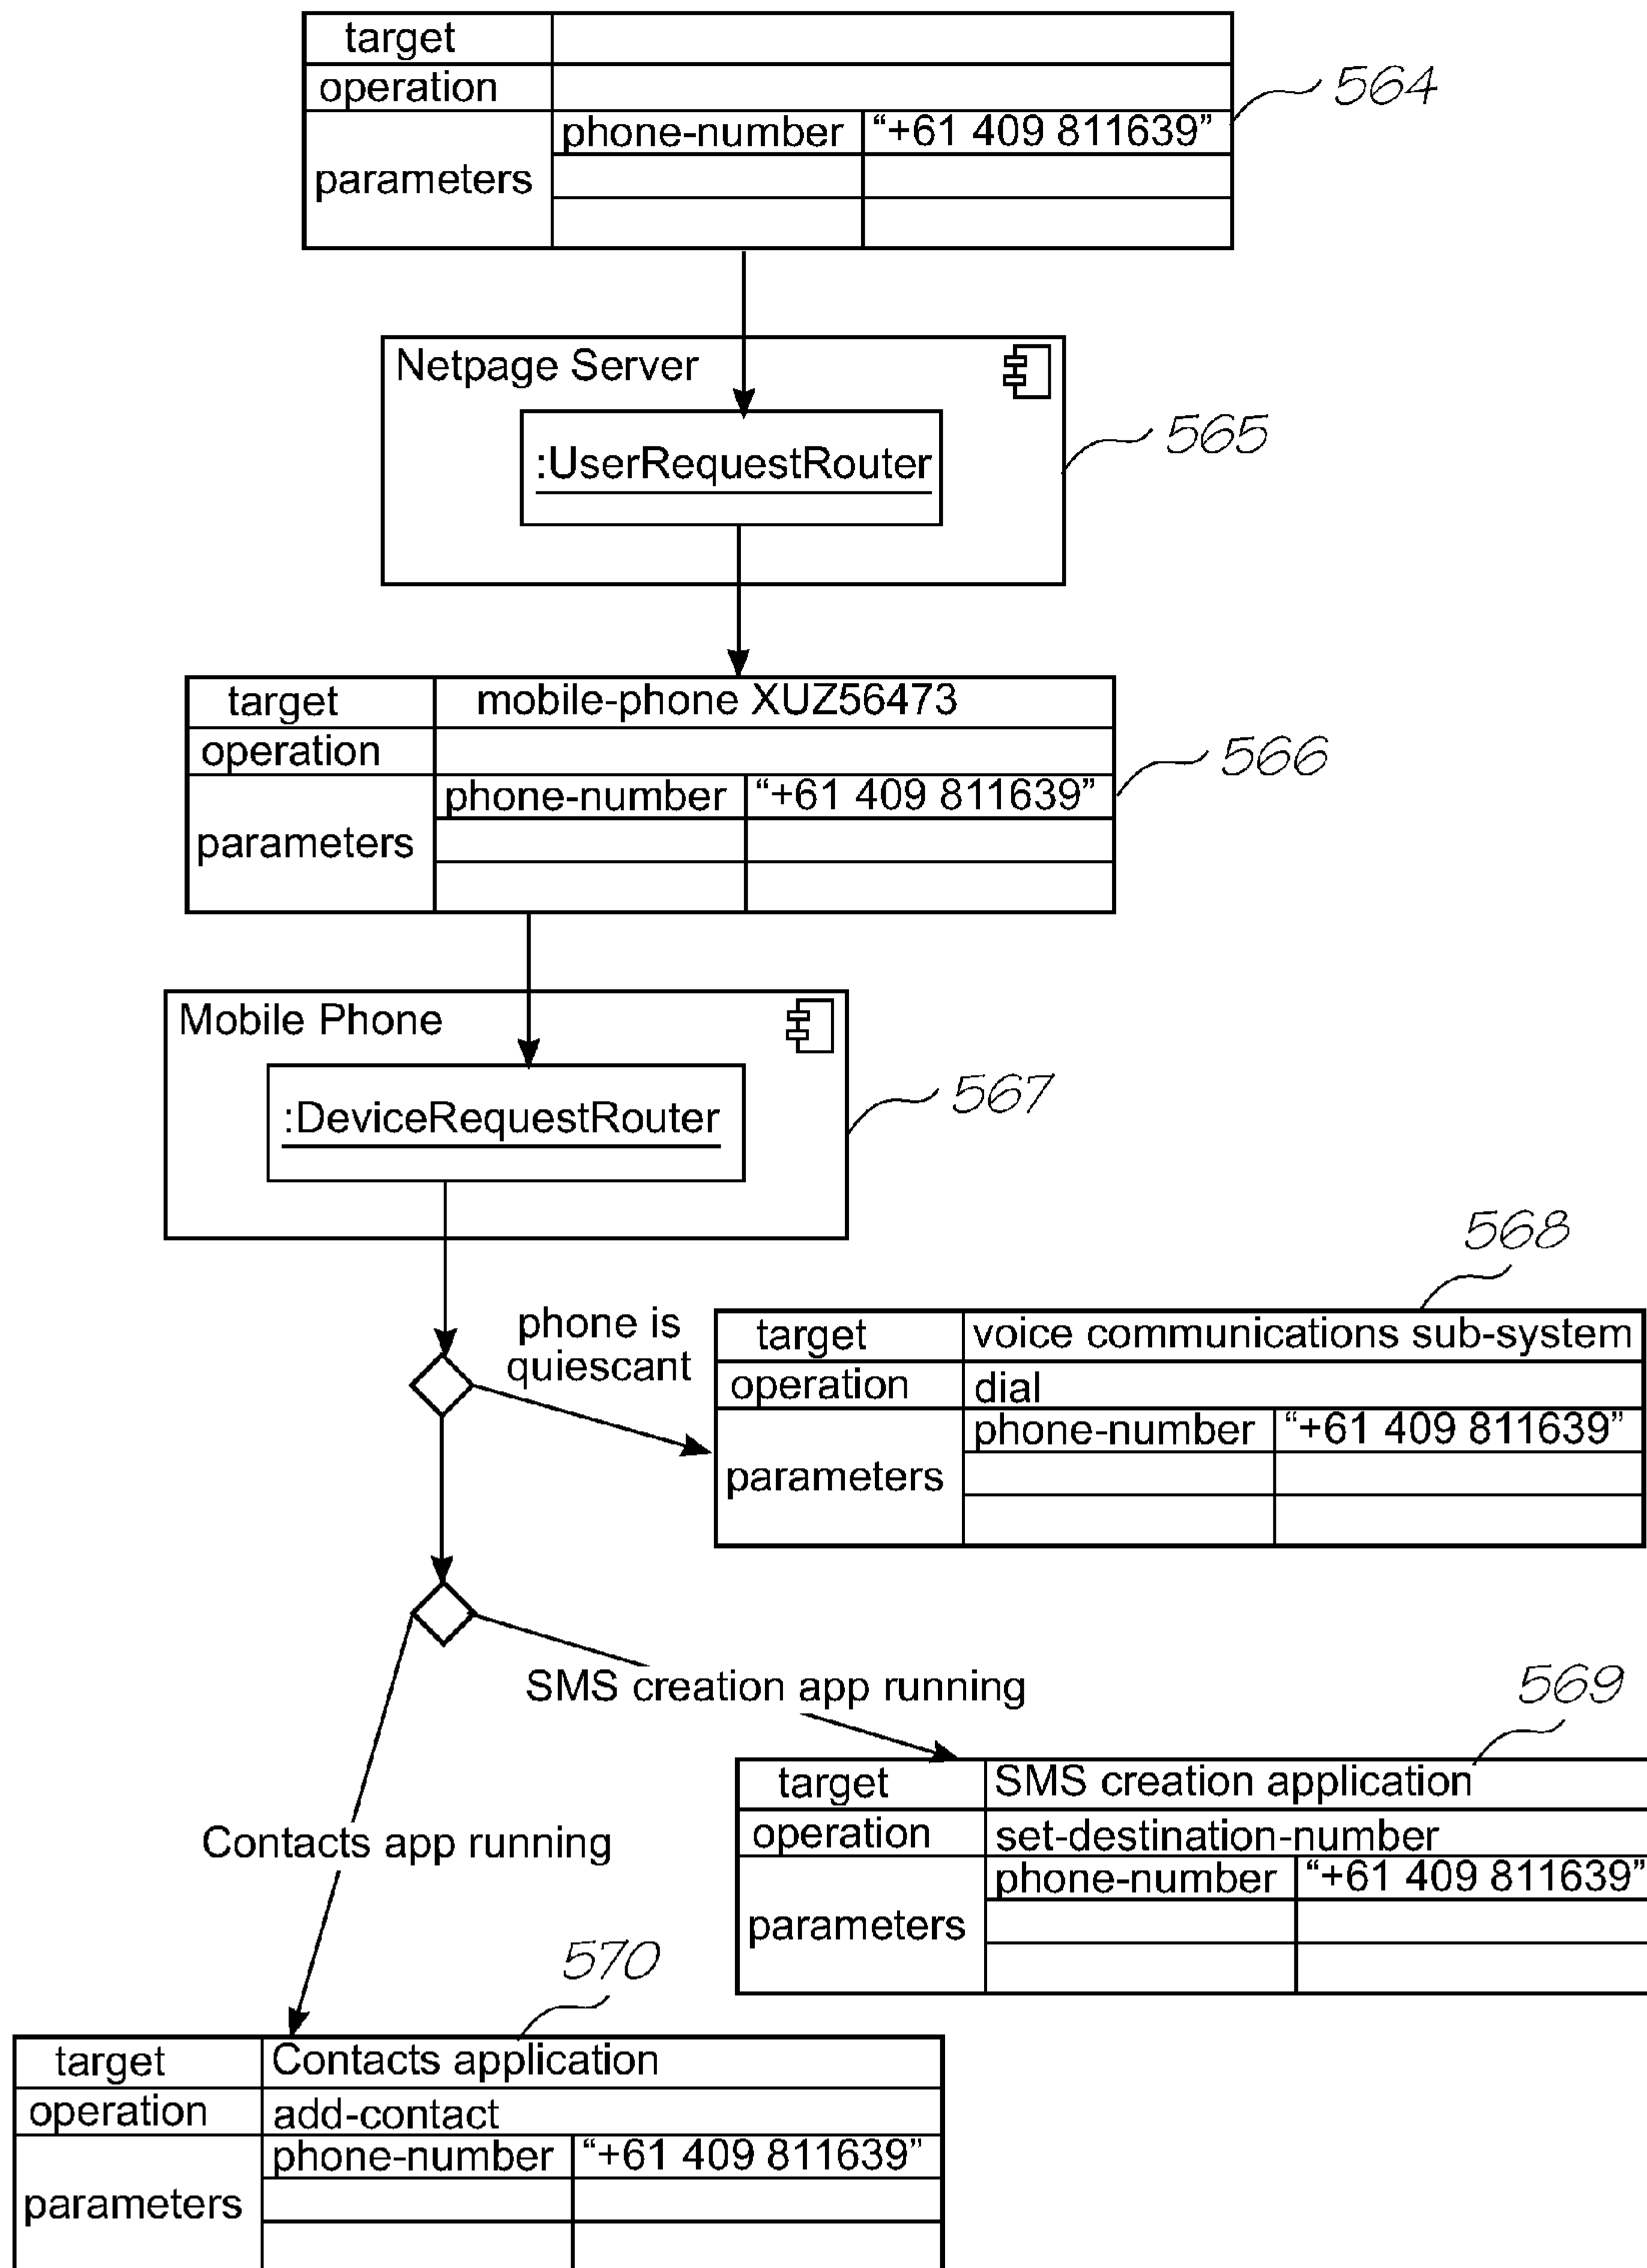 target
operation
564
phone-number “+61 409 811639”
parameters
Netpage Server
565
:UserRequestRouter
target mobile-phone XUZ56473
operation
566
phone-number “+61 409 811639”
parameters
Mobile Phone
567
:DeviceRequestRouter
568
phone is
quiescant
target voice communications sub-system
operation dial
phone-number “+61 409 811639”
parameters
SMS creation app running
569
target SMS creation application
operation set-destination-number
phone-number “+61 409 811639”
parameters
Contacts app running
570
target Contacts application
operation add-contact
phone-number “+61 409 811639”
parameters